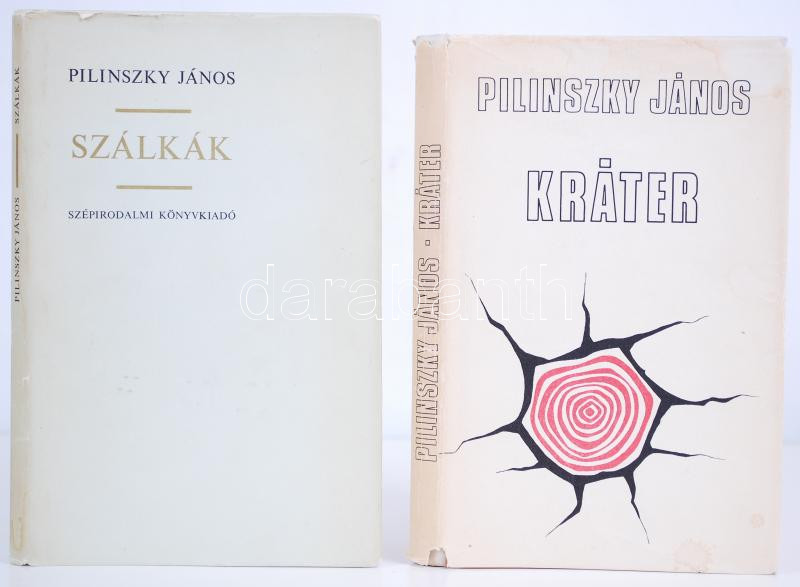 PILINSZKY JÁNOS
SZÁLKÁK
SZÉPIRODALMI KÖNYVKIADÓ
PILINSZKY JÁNOS SZÁLKÁK
PILINSZKY JÁNOS
KRÁTER
PILINSZKY JÁNOS · KRÁTER
darabanth